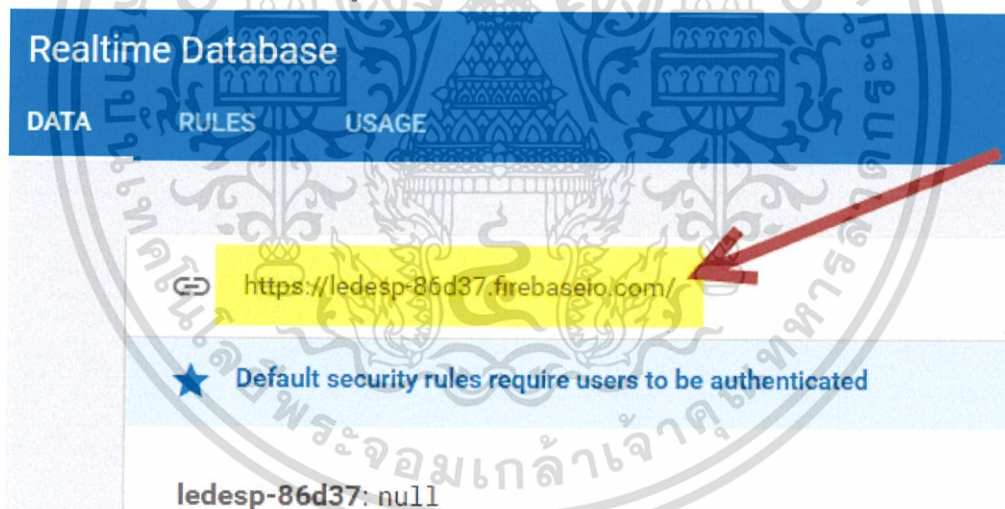 Realtime Database
DATA RULES USAGE
https://ledesp-86d37.firebaseio.com/
Default security rules require users to be authenticated
ledesp-86d37: null